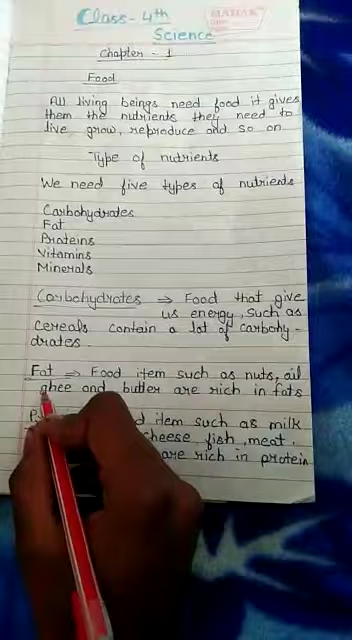 Class - 4th
Science
Chapter - 1
Food
All living beings need food it gives
them the nutrients they need to
live grow, reproduce and so on
Type of nutrients
We need five types of nutrients
Carbohydrates
Fat
Proteins
Vitamins
Minerals
Carbohydrates ⇒ Food that give
us energy, such as
cereals contain a lot of carbohy-
drates.
Fat ⇒ Food item such as nuts, oil
ghee and butter are rich in fats
item such as milk
cheese fish, meat.
are rich in protein